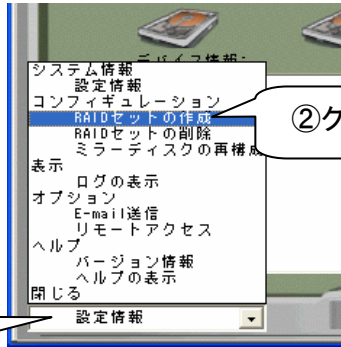 デバイス情報:
システム情報
設定情報
コンフィギュレーション
RAIDセットの作成
RAIDセットの削除
ミラーディスクの再構成
表示
ログの表示
オプション
E-mail送信
リモートアクセス
ヘルプ
バージョン情報
ヘルプの表示
閉じる
設定情報
②ク